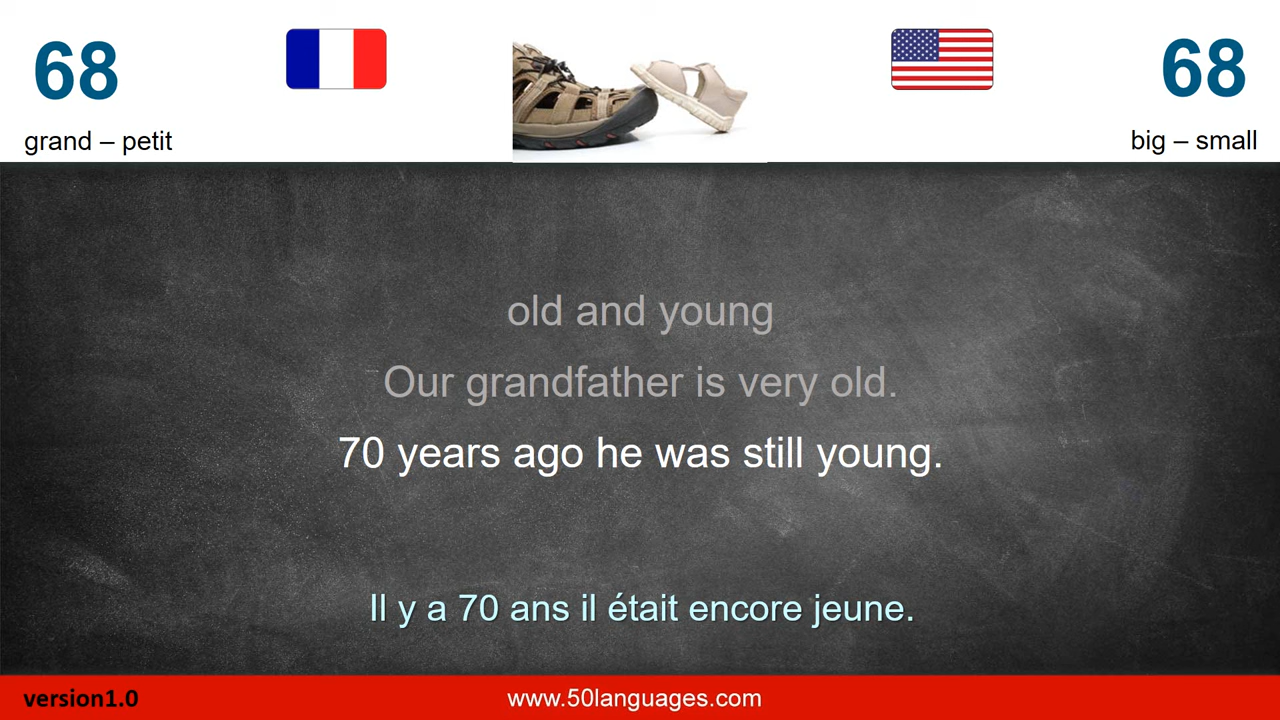 68
68
grand – petit
big – small
old and young
Our grandfather is very old.
70 years ago he was still young.
Il y a 70 ans il était encore jeune.
version1.0
www.50languages.com